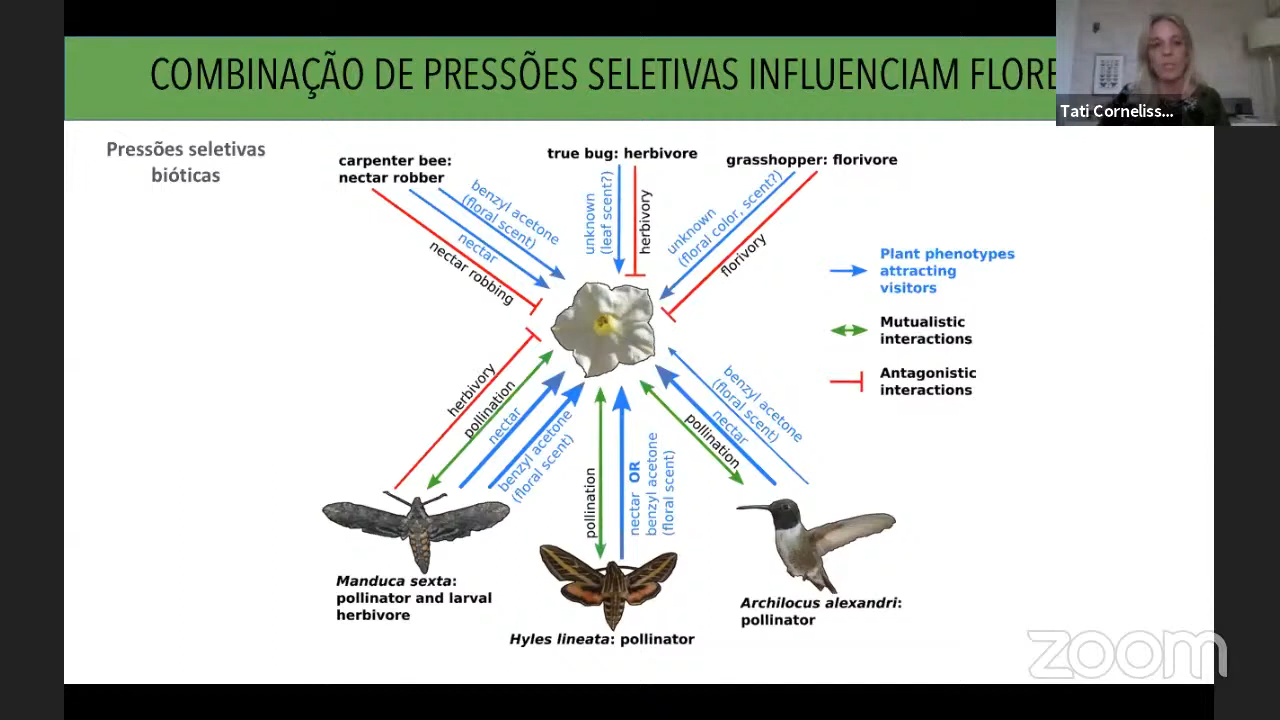 COMBINAÇÃO DE PRESSÕES SELETIVAS INFLUENCIAM FLORE
Tati Corneliss...
Pressões seletivas
bióticas
carpenter bee:
nectar robber
true bug: herbivore
grasshopper: florivore
benzyl acetone
(floral scent)
nectar
nectar robbing
unknown
(leaf scent?)
herbivory
unknown
(floral color, scent?)
florivory
Plant phenotypes
attracting
visitors
Mutualistic
interactions
Antagonistic
interactions
herbivory
pollination
nectar
benzyl acetone
(floral scent)
pollination
nectar OR
benzyl acetone
(floral scent)
pollination
nectar
benzyl acetone
(floral scent)
Manduca sexta:
pollinator and larval
herbivore
Hyles lineata: pollinator
Archilocus alexandri:
pollinator
zoom